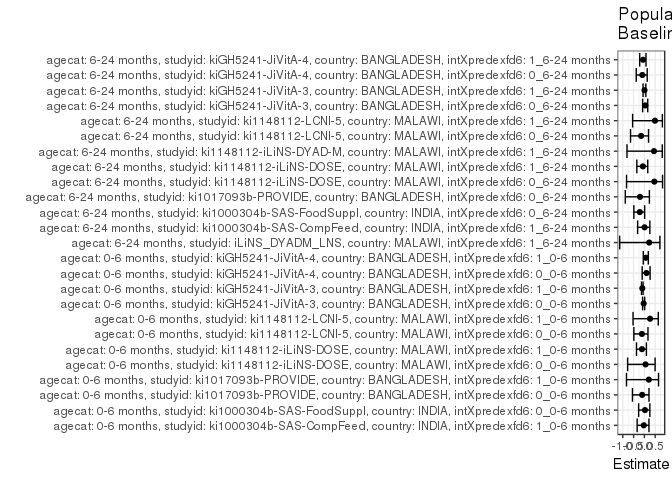 Popula
Baselin
agecat: 6-24 months, studyid: kiGH5241-JiVitA-4, country: BANGLADESH, intXpredexfd6: 1_6-24 months
agecat: 6-24 months, studyid: kiGH5241-JiVitA-4, country: BANGLADESH, intXpredexfd6: 0_6-24 months
agecat: 6-24 months, studyid: kiGH5241-JiVitA-3, country: BANGLADESH, intXpredexfd6: 1_6-24 months
agecat: 6-24 months, studyid: kiGH5241-JiVitA-3, country: BANGLADESH, intXpredexfd6: 0_6-24 months
agecat: 6-24 months, studyid: ki1148112-LCNI-5, country: MALAWI, intXpredexfd6: 1_6-24 months
agecat: 6-24 months, studyid: ki1148112-LCNI-5, country: MALAWI, intXpredexfd6: 0_6-24 months
agecat: 6-24 months, studyid: ki1148112-iLiNS-DYAD-M, country: MALAWI, intXpredexfd6: 1_6-24 months
agecat: 6-24 months, studyid: ki1148112-iLiNS-DOSE, country: MALAWI, intXpredexfd6: 1_6-24 months
agecat: 6-24 months, studyid: ki1148112-iLiNS-DOSE, country: MALAWI, intXpredexfd6: 0_6-24 months
agecat: 6-24 months, studyid: ki1017093b-PROVIDE, country: BANGLADESH, intXpredexfd6: 0_6-24 months
agecat: 6-24 months, studyid: ki1000304b-SAS-FoodSuppl, country: INDIA, intXpredexfd6: 0_6-24 months
agecat: 6-24 months, studyid: ki1000304b-SAS-CompFeed, country: INDIA, intXpredexfd6: 1_6-24 months
agecat: 6-24 months, studyid: iLiNS_DYADM_LNS, country: MALAWI, intXpredexfd6: 1_6-24 months
agecat: 0-6 months, studyid: kiGH5241-JiVitA-4, country: BANGLADESH, intXpredexfd6: 1_0-6 months
agecat: 0-6 months, studyid: kiGH5241-JiVitA-4, country: BANGLADESH, intXpredexfd6: 0_0-6 months
agecat: 0-6 months, studyid: kiGH5241-JiVitA-3, country: BANGLADESH, intXpredexfd6: 1_0-6 months
agecat: 0-6 months, studyid: kiGH5241-JiVitA-3, country: BANGLADESH, intXpredexfd6: 0_0-6 months
agecat: 0-6 months, studyid: ki1148112-LCNI-5, country: MALAWI, intXpredexfd6: 1_0-6 months
agecat: 0-6 months, studyid: ki1148112-LCNI-5, country: MALAWI, intXpredexfd6: 0_0-6 months
agecat: 0-6 months, studyid: ki1148112-iLiNS-DOSE, country: MALAWI, intXpredexfd6: 1_0-6 months
agecat: 0-6 months, studyid: ki1148112-iLiNS-DOSE, country: MALAWI, intXpredexfd6: 0_0-6 months
agecat: 0-6 months, studyid: ki1017093b-PROVIDE, country: BANGLADESH, intXpredexfd6: 1_0-6 months
agecat: 0-6 months, studyid: ki1017093b-PROVIDE, country: BANGLADESH, intXpredexfd6: 0_0-6 months
agecat: 0-6 months, studyid: ki1000304b-SAS-FoodSuppl, country: INDIA, intXpredexfd6: 0_0-6 months
agecat: 0-6 months, studyid: ki1000304b-SAS-CompFeed, country: INDIA, intXpredexfd6: 1_0-6 months
Estimate